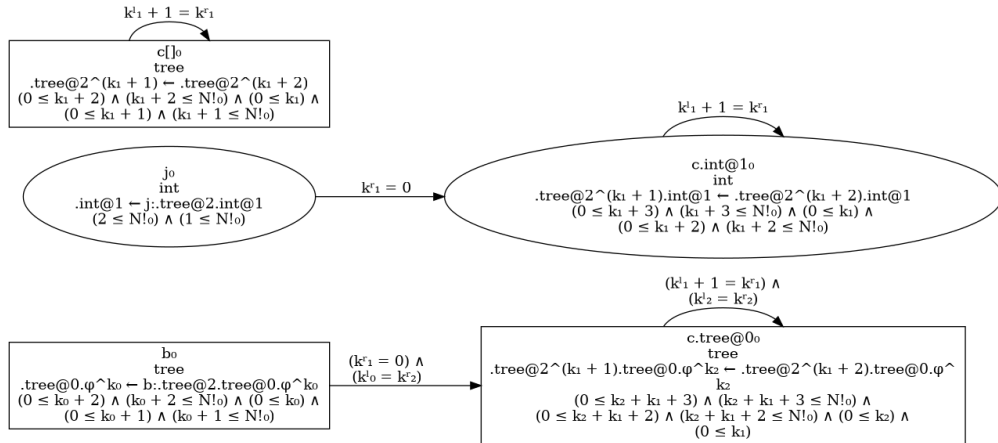 kˡ₁ + 1 = kʳ₁
c[]₀
tree
.tree@2^(k₁ + 1) ← .tree@2^(k₁ + 2)
(0 ≤ k₁ + 2) ∧ (k₁ + 2 ≤ N!₀) ∧ (0 ≤ k₁) ∧
(0 ≤ k₁ + 1) ∧ (k₁ + 1 ≤ N!₀)
j₀
int
.int@1 ← j:.tree@2.int@1
(2 ≤ N!₀) ∧ (1 ≤ N!₀)
kʳ₁ = 0
kˡ₁ + 1 = kʳ₁
c.int@1₀
int
.tree@2^(k₁ + 1).int@1 ← .tree@2^(k₁ + 2).int@1
(0 ≤ k₁ + 3) ∧ (k₁ + 3 ≤ N!₀) ∧ (0 ≤ k₁) ∧
(0 ≤ k₁ + 2) ∧ (k₁ + 2 ≤ N!₀)
b₀
tree
.tree@0.φ^k₀ ← b:.tree@2.tree@0.φ^k₀
(0 ≤ k₀ + 2) ∧ (k₀ + 2 ≤ N!₀) ∧ (0 ≤ k₀) ∧
(0 ≤ k₀ + 1) ∧ (k₀ + 1 ≤ N!₀)
(kʳ₁ = 0) ∧
(kˡ₀ = kʳ₂)
(kˡ₁ + 1 = kʳ₁) ∧
(kˡ₂ = kʳ₂)
c.tree@0₀
tree
.tree@2^(k₁ + 1).tree@0.φ^k₂ ← .tree@2^(k₁ + 2).tree@0.φ^
k₂
(0 ≤ k₂ + k₁ + 3) ∧ (k₂ + k₁ + 3 ≤ N!₀) ∧
(0 ≤ k₂ + k₁ + 2) ∧ (k₂ + k₁ + 2 ≤ N!₀) ∧ (0 ≤ k₂) ∧
(0 ≤ k₁)